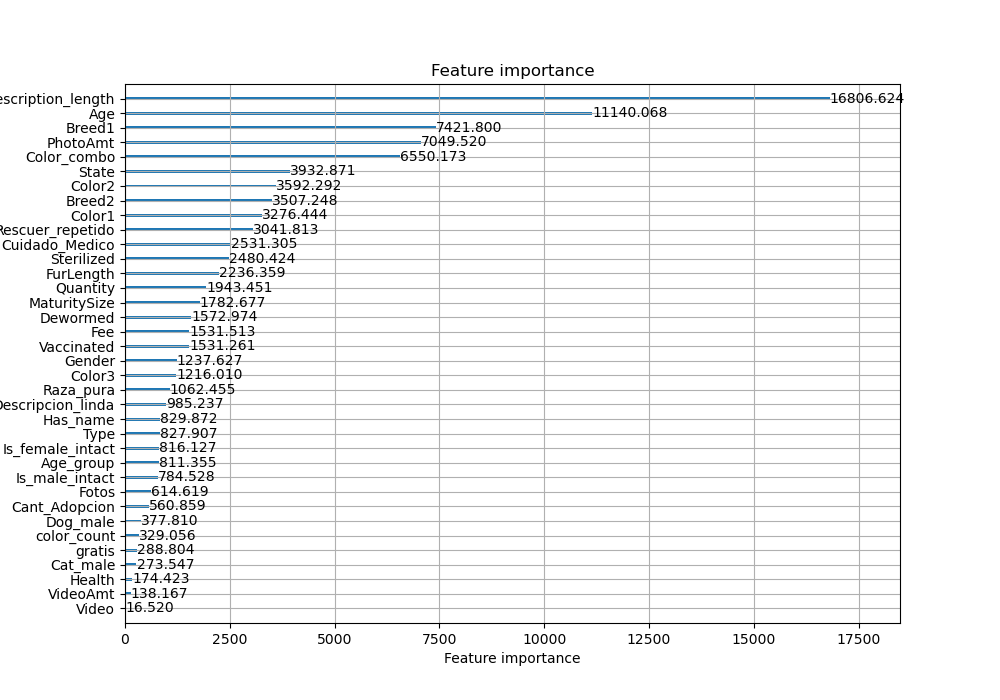 Feature importance
escription_length 16806.624
Age 11140.068
Breed1 7421.800
PhotoAmt 7049.520
Color_combo 6550.173
State 3932.871
Color2 3592.292
Breed2 3507.248
Color1 3276.444
Rescuer_repetido 3041.813
Cuidado_Medico 2531.305
Sterilized 2480.424
FurLength 2236.359
Quantity 1943.451
MaturitySize 1782.677
Dewormed 1572.974
Fee 1531.513
Vaccinated 1531.261
Gender 1237.627
Color3 1216.010
Raza_pura 1062.455
Descripcion_linda 985.237
Has_name 829.872
Type 827.907
Is_female_intact 816.127
Age_group 811.355
Is_male_intact 784.528
Fotos 614.619
Cant_Adopcion 560.859
Dog_male 377.810
color_count 329.056
gratis 288.804
Cat_male 273.547
Health 174.423
VideoAmt 138.167
Video 16.520
0 2500 5000 7500 10000 12500 15000 17500
Feature importance